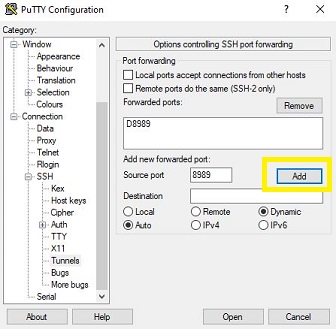 PuTTY Configuration
Category:
Window
Appearance
Behaviour
Translation
Selection
Colours
Connection
Data
Proxy
Telnet
Rlogin
SSH
Kex
Host keys
Cipher
Auth
TTY
X11
Tunnels
Bugs
More bugs
Serial
Options controlling SSH port forwarding
Port forwarding
Local ports accept connections from other hosts
Remote ports do the same (SSH-2 only)
Forwarded ports:
Remove
D8989
Add new forwarded port:
Source port 8989 Add
Destination
Local Remote Dynamic
Auto IPv4 IPv6
About Help Open Cancel